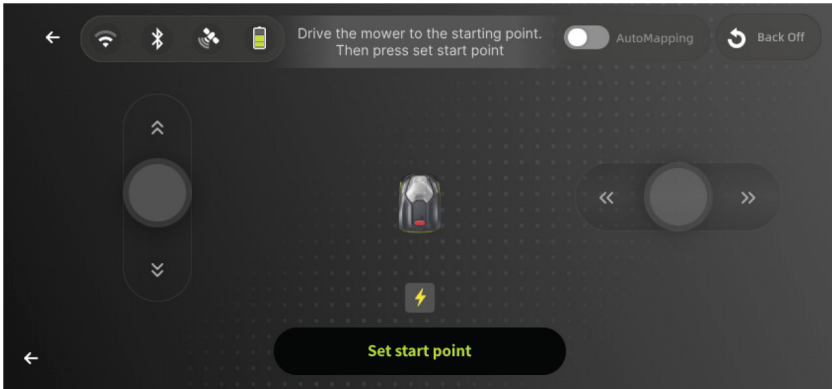 Drive the mower to the starting point.
Then press set start point
AutoMapping
Back Off
Set start point